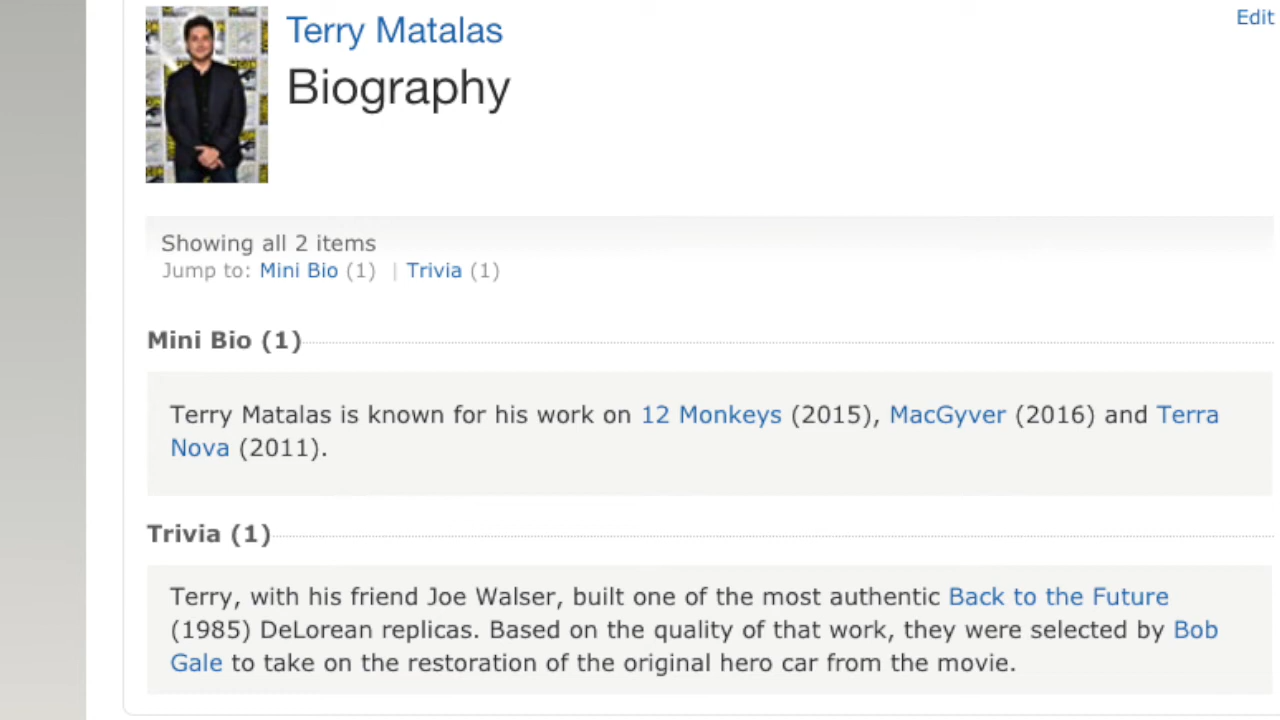 Terry Matalas
Edit
Biography
Showing all 2 items
Jump to: Mini Bio (1) | Trivia (1)
Mini Bio (1)
Terry Matalas is known for his work on 12 Monkeys (2015), MacGyver (2016) and Terra
Nova (2011).
Trivia (1)
Terry, with his friend Joe Walser, built one of the most authentic Back to the Future
(1985) DeLorean replicas. Based on the quality of that work, they were selected by Bob
Gale to take on the restoration of the original hero car from the movie.